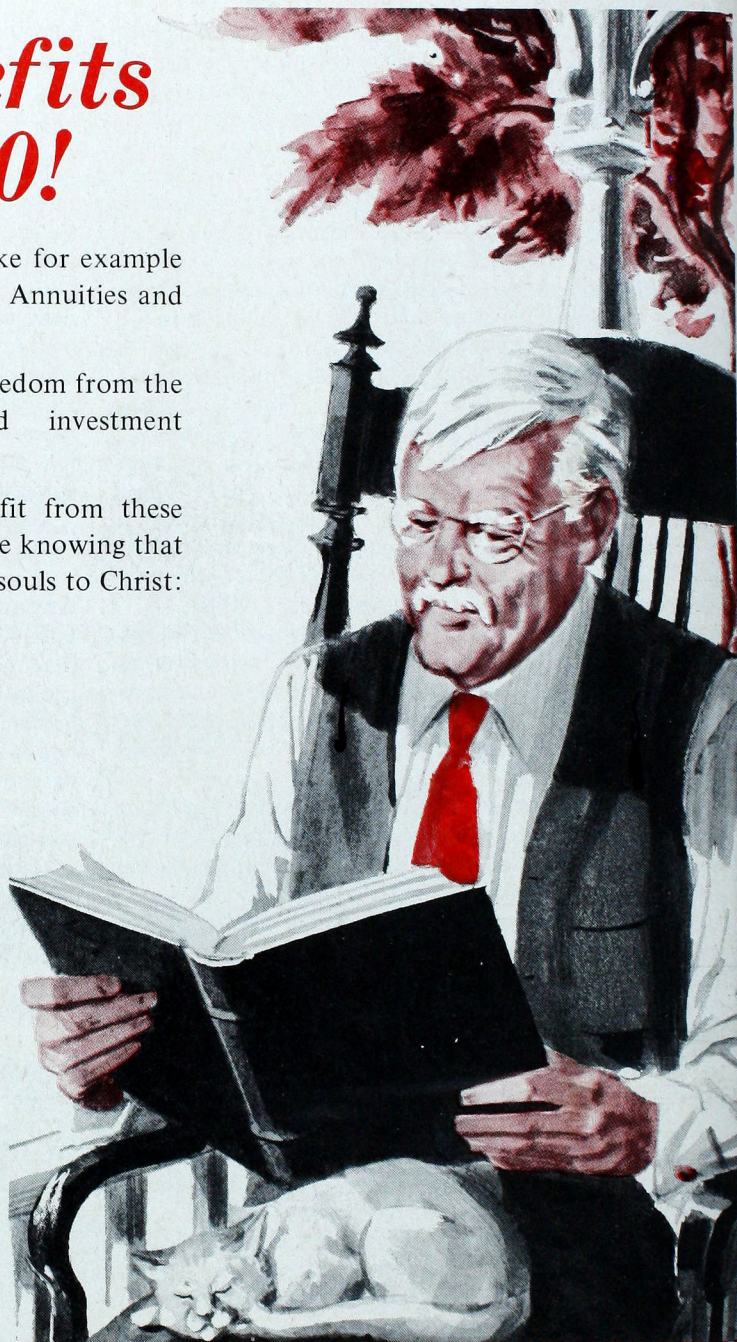 efits
0!
ke for example
Annuities and
edom from the
d investment
fit from these
e knowing that
souls to Christ: